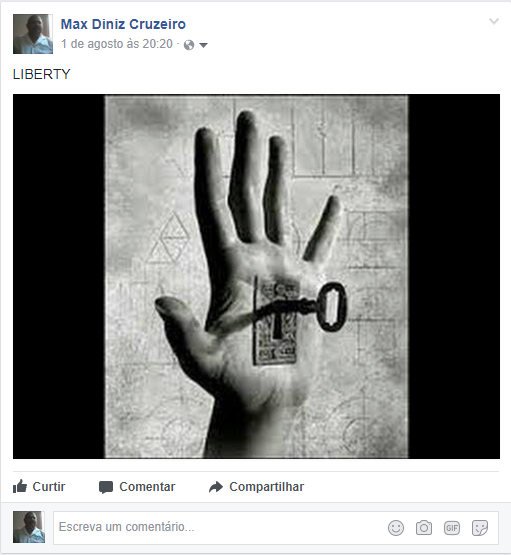 Max Diniz Cruzeiro
1 de agosto às 20:20 ·
LIBERTY
Curtir Comentar Compartilhar
Escreva um comentário...
GIF